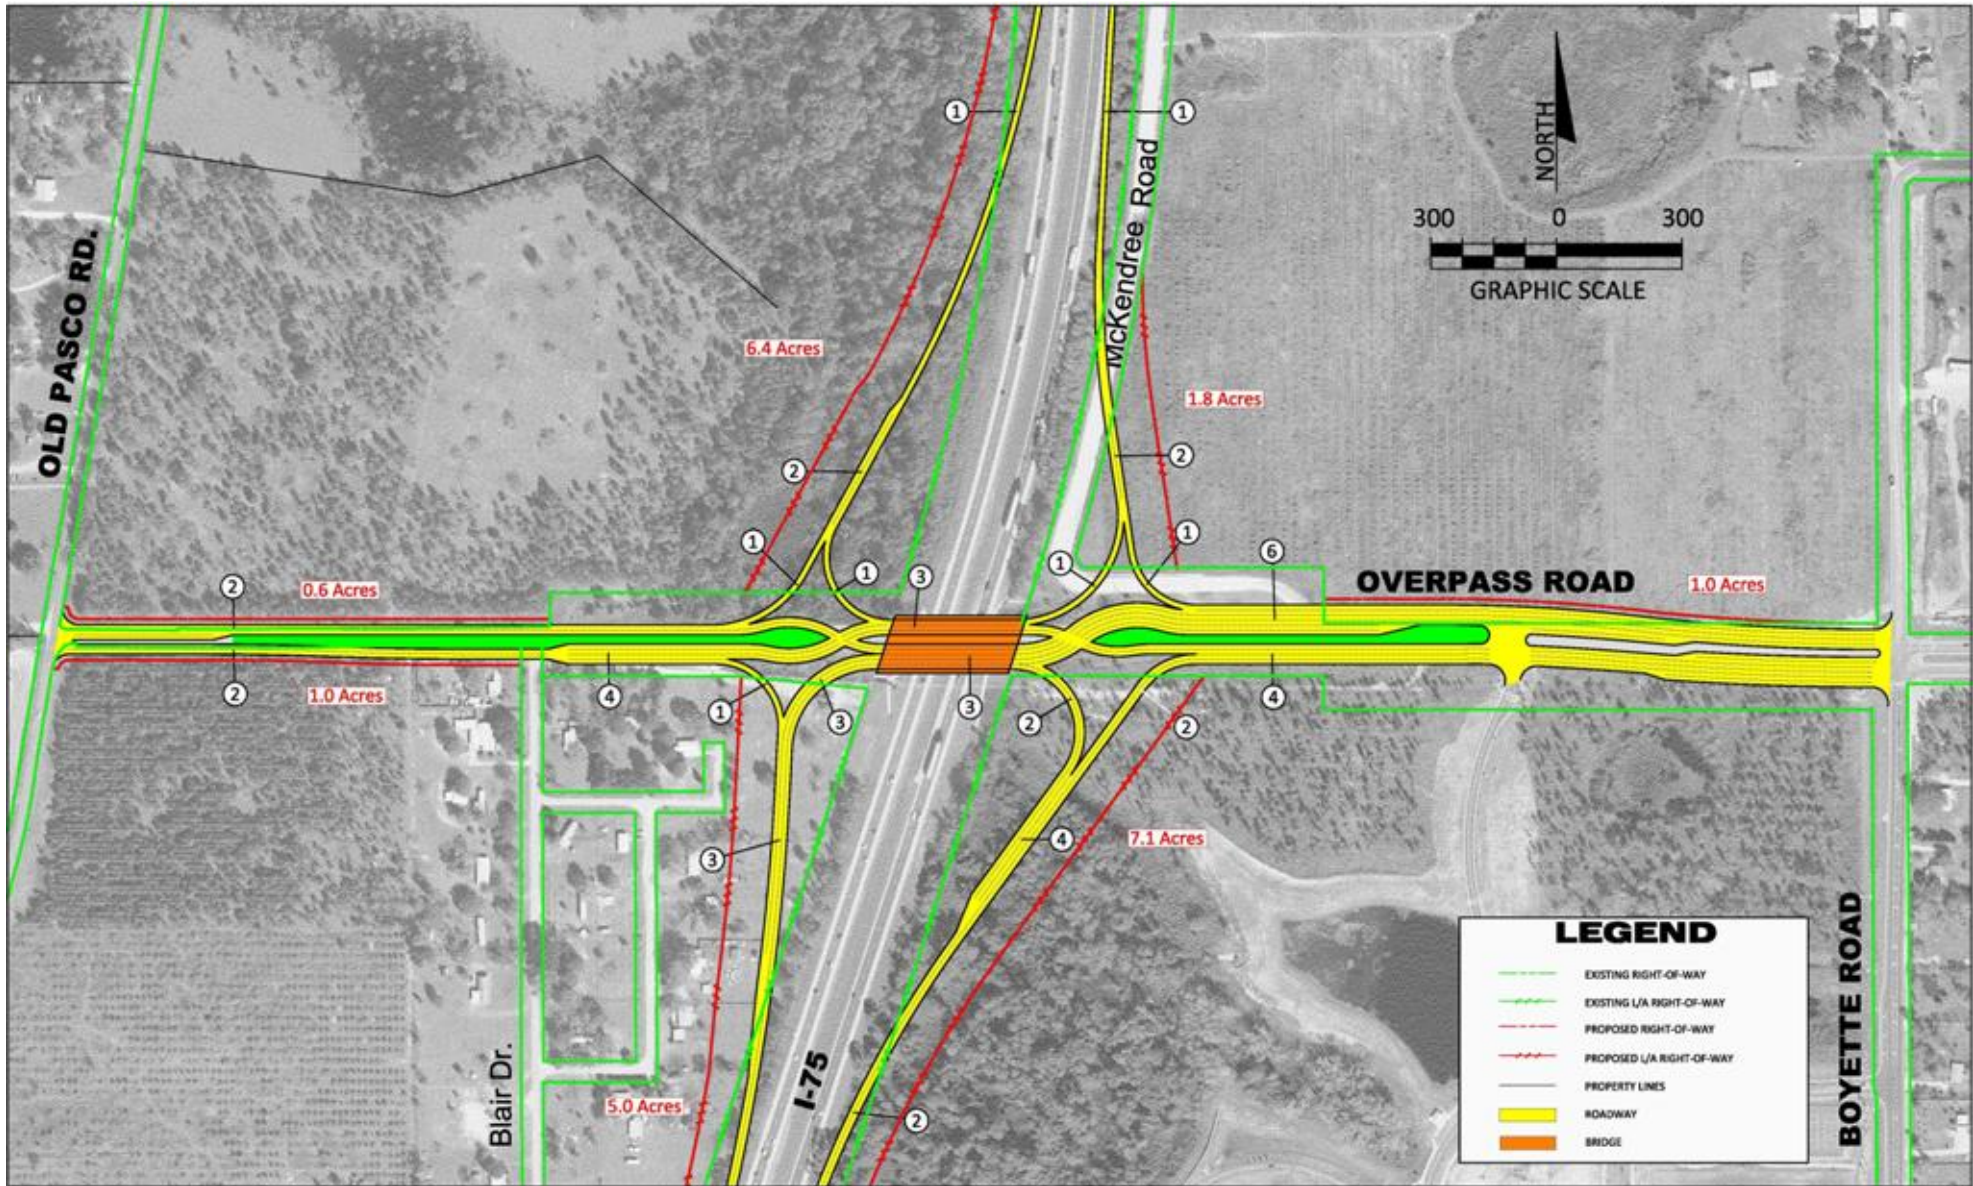 1
1
NORTH
McKendree Road
300 0 300
GRAPHIC SCALE
OLD PASCO RD.
6.4 Acres
1.8 Acres
2
2
1
1
1
1
3
6
2
0.6 Acres
OVERPASS ROAD
1.0 Acres
2
1.0 Acres
4
1
3
3
2
2
4
3
4
7.1 Acres
Blair Dr.
5.0 Acres
I-75
2
BOYETTE ROAD
LEGEND
EXISTING RIGHT-OF-WAY
EXISTING L/A RIGHT-OF-WAY
PROPOSED RIGHT-OF-WAY
PROPOSED L/A RIGHT-OF-WAY
PROPERTY LINES
ROADWAY
BRIDGE